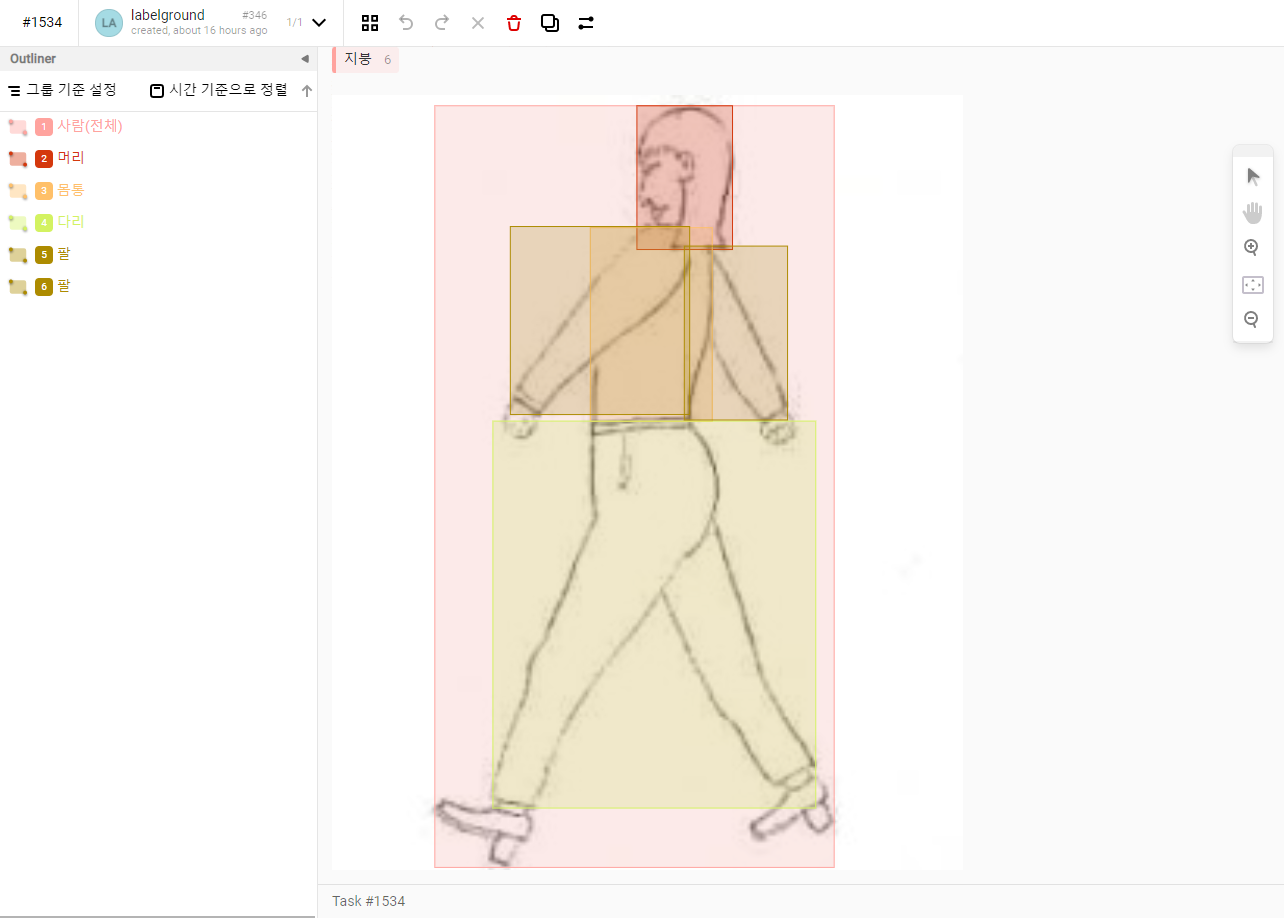 #1534
LA
labelground
#346
created, about 16 hours ago
1/1
Outliner
그룹 기준 설정
시간 기준으로 정렬
1 사람(전체)
2 머리
3 몸통
4 다리
5 팔
6 팔
지붕 6
Task #1534